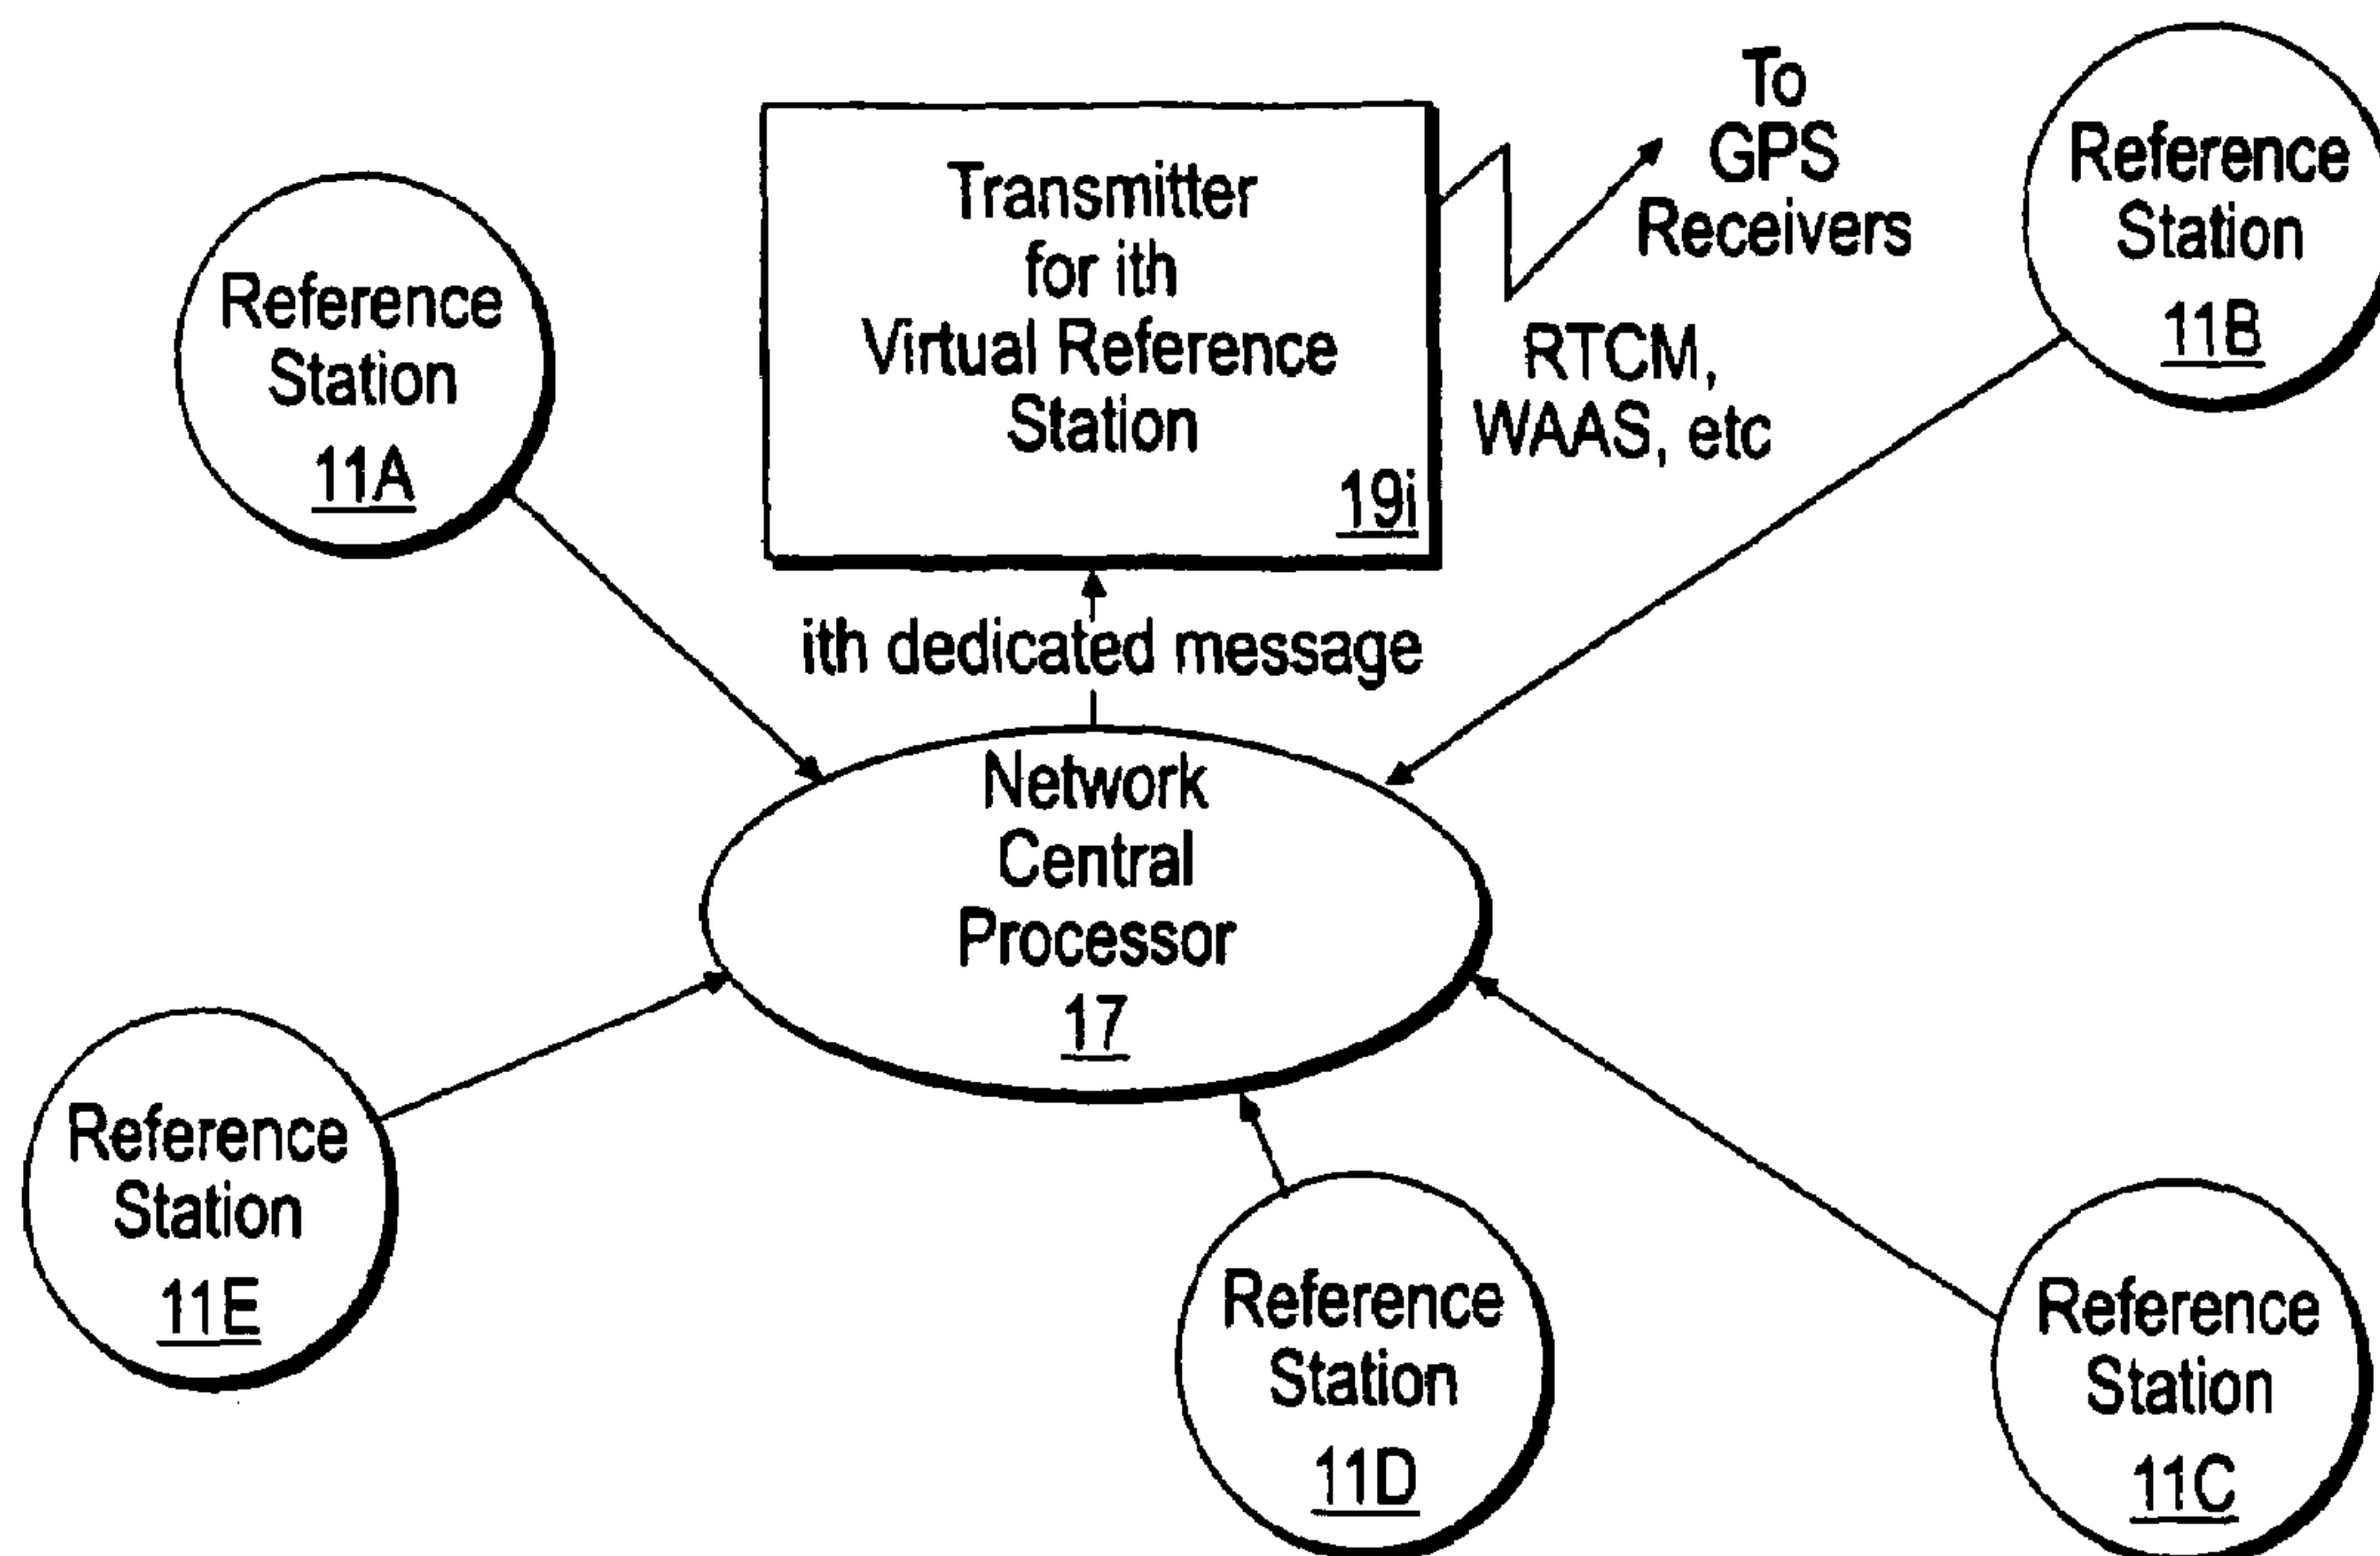 To
GPS
Receivers
Reference
Station
11B
Transmitter
for ith
Virtual Reference
Station
19i
Reference
Station
11A
RTCM,
WAAS, etc
ith dedicated message
Network
Central
Processor
17
Reference
Station
11E
Reference
Station
11D
Reference
Station
11C